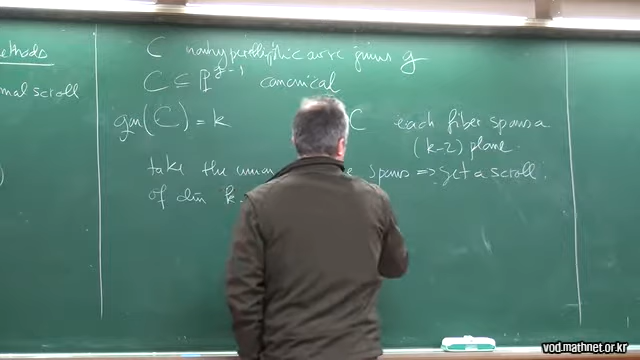 ethods
mal scroll
C nonhyperelliptic curve genus g
C ⊆ P^{g-1} canonical
gon(C) = k
C each fiber spans a
(k-2) plane.
take the union
spans => get a scroll.
of dim k-
vod.mathnet.or.kr